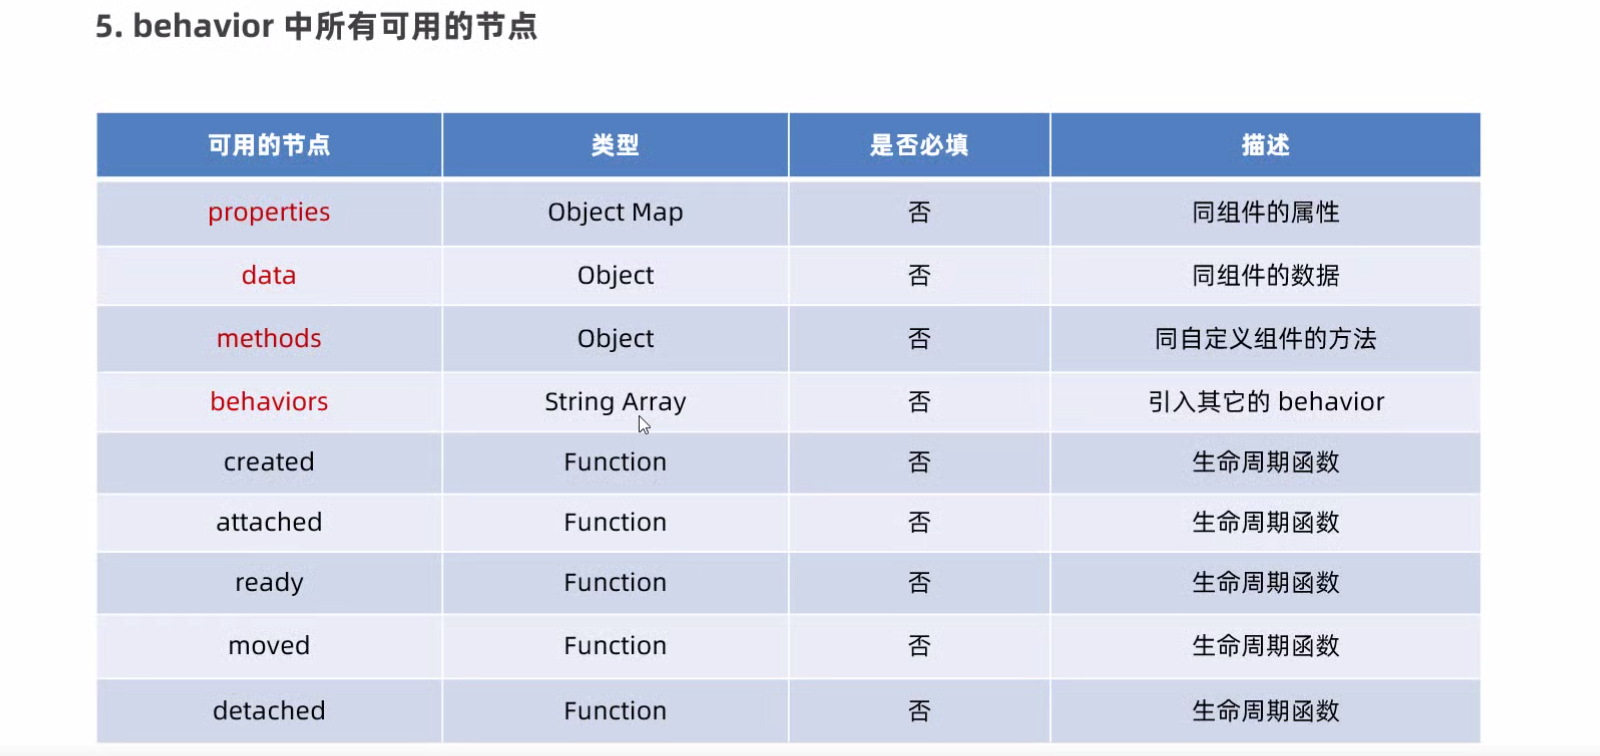 5. behavior 中所有可用的节点
可用的节点 类型 是否必填 描述
properties Object Map 否 同组件的属性
data Object 否 同组件的数据
methods Object 否 同自定义组件的方法
behaviors String Array 否 引入其它的 behavior
created Function 否 生命周期函数
attached Function 否 生命周期函数
ready Function 否 生命周期函数
moved Function 否 生命周期函数
detached Function 否 生命周期函数